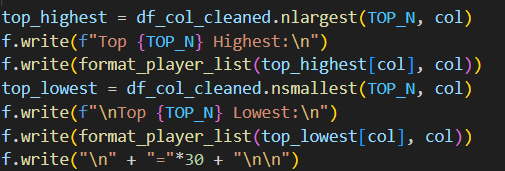 top_highest = df_col_cleaned.nlargest(TOP_N, col)
f.write(f"Top {TOP_N} Highest:\n")
f.write(format_player_list(top_highest[col], col))
top_lowest = df_col_cleaned.nsmallest(TOP_N, col)
f.write(f"\nTop {TOP_N} Lowest:\n")
f.write(format_player_list(top_lowest[col], col))
f.write("\n" + "="*30 + "\n\n")